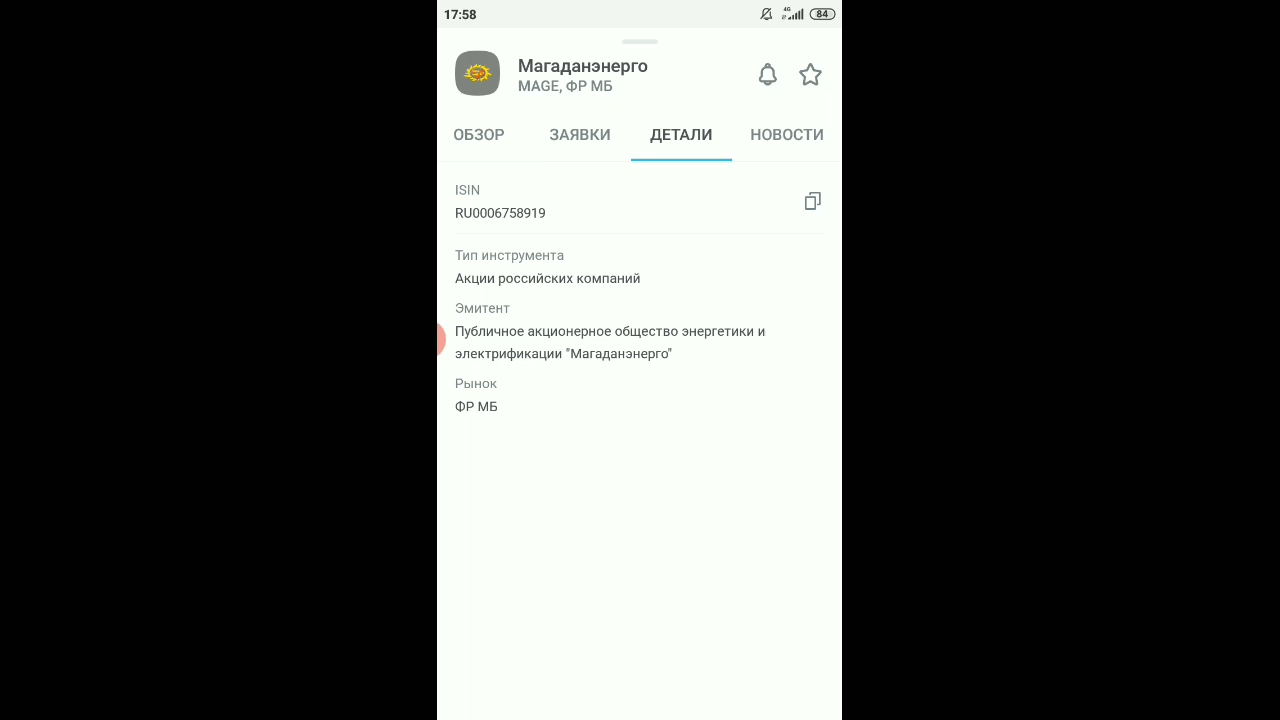 17:58
4G
84
Магаданэнерго
MAGE, ФР МБ
ОБЗОР ЗАЯВКИ ДЕТАЛИ НОВОСТИ
ISIN
RU0006758919
Тип инструмента
Акции российских компаний
Эмитент
Публичное акционерное общество энергетики и
электрификации "Магаданэнерго"
Рынок
ФР МБ